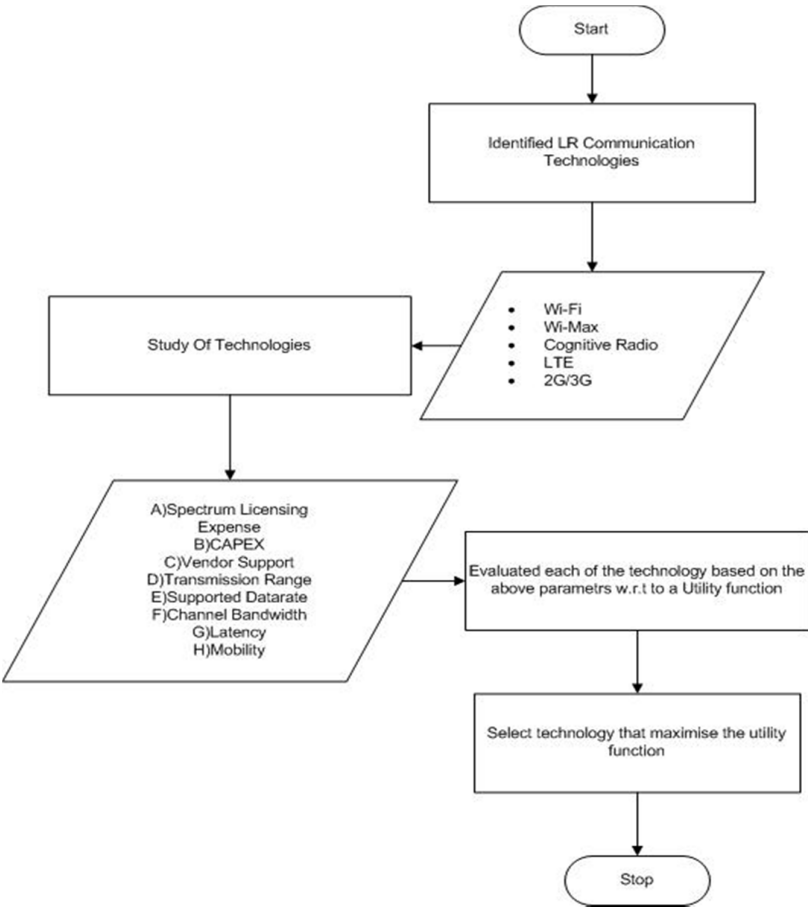 Start
Identified LR Communication
Technologies
• Wi-Fi
• Wi-Max
• Cognitive Radio
• LTE
• 2G/3G
Study Of Technologies
A)Spectrum Licensing
Expense
B)CAPEX
C)Vendor Support
D)Transmission Range
E)Supported Datarate
F)Channel Bandwidth
G)Latency
H)Mobility
Evaluated each of the technology based on the
above parametrs w.r.t to a Utility function
Select technology that maximise the utility
function
Stop